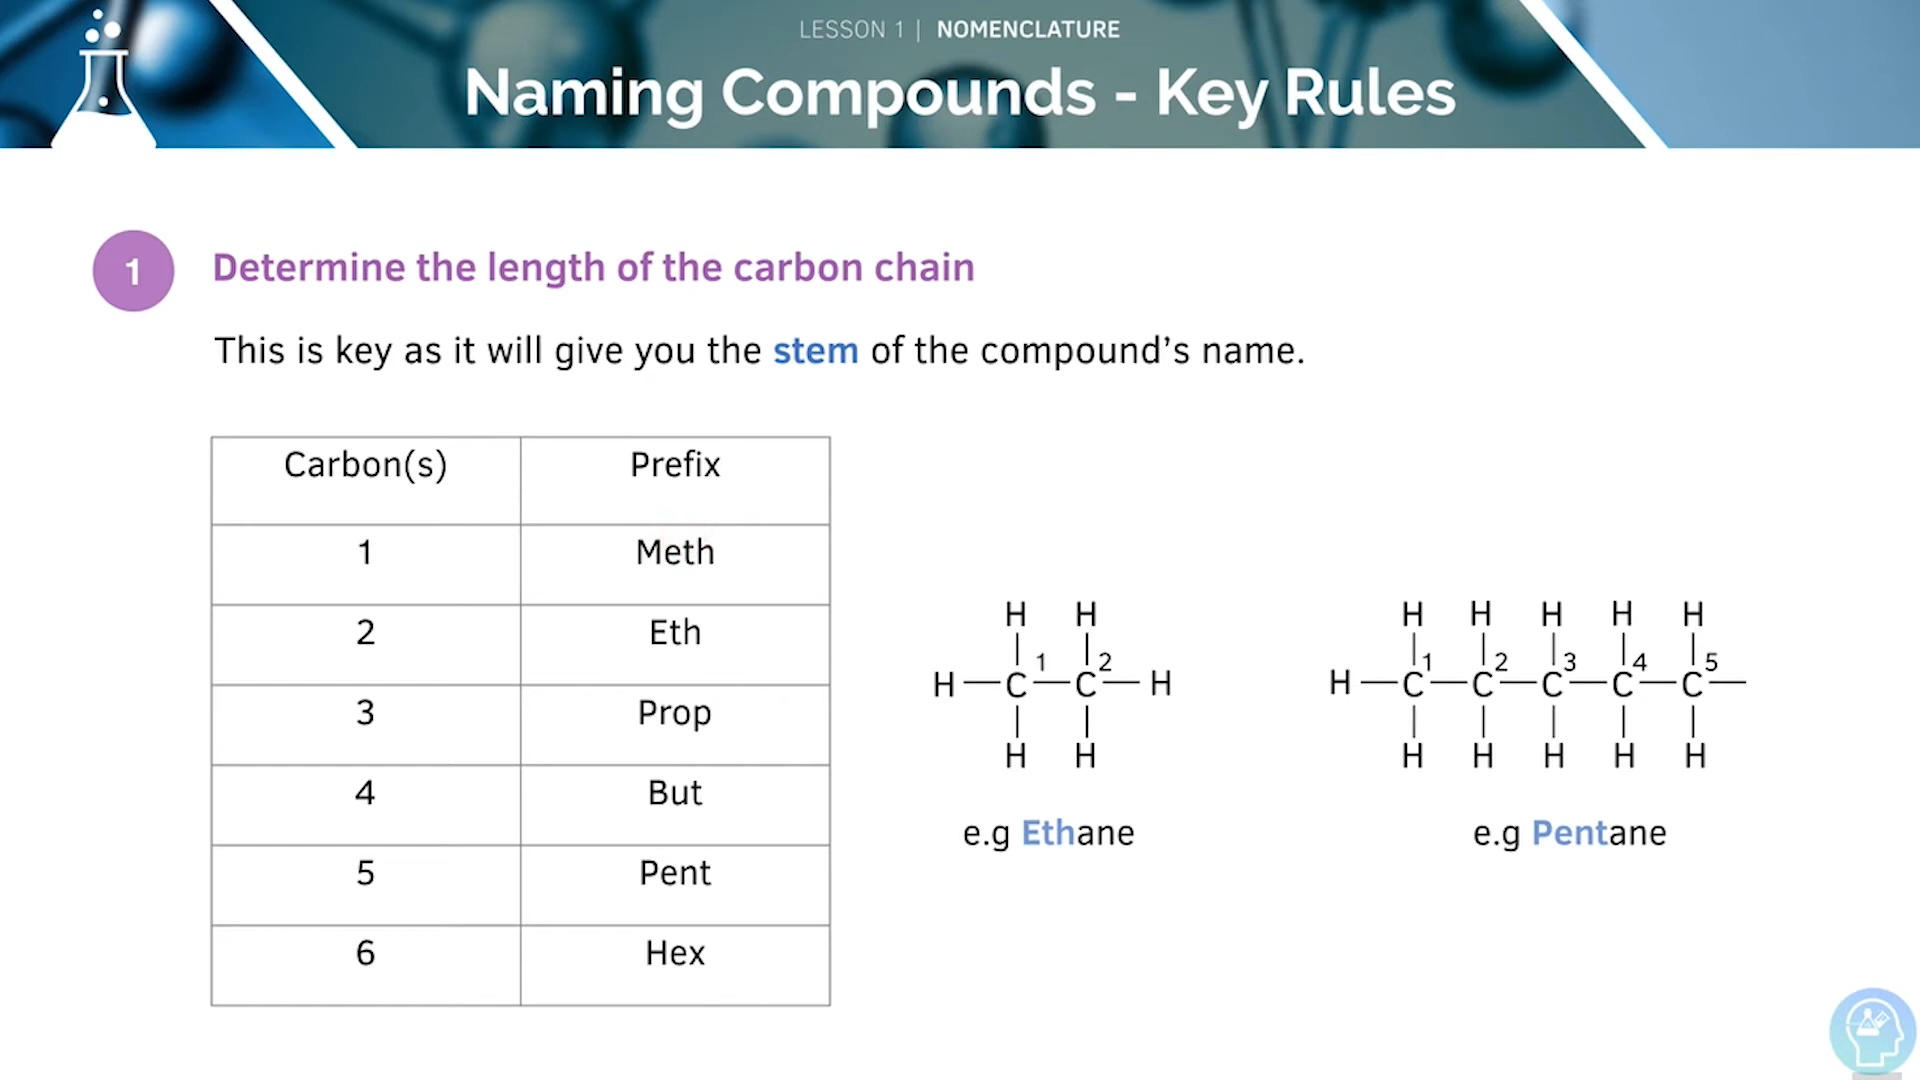 LESSON 1 | NOMENCLATURE
Naming Compounds - Key Rules
1 Determine the length of the carbon chain
This is key as it will give you the stem of the compound's name.
Carbon(s) Prefix
1 Meth
2 Eth
3 Prop
4 But
5 Pent
6 Hex
H H
1 2
H—C—C—H
H H
e.g Ethane
H H H H H
1 2 3 4 5
H—C—C—C—C—C—
H H H H H
e.g Pentane